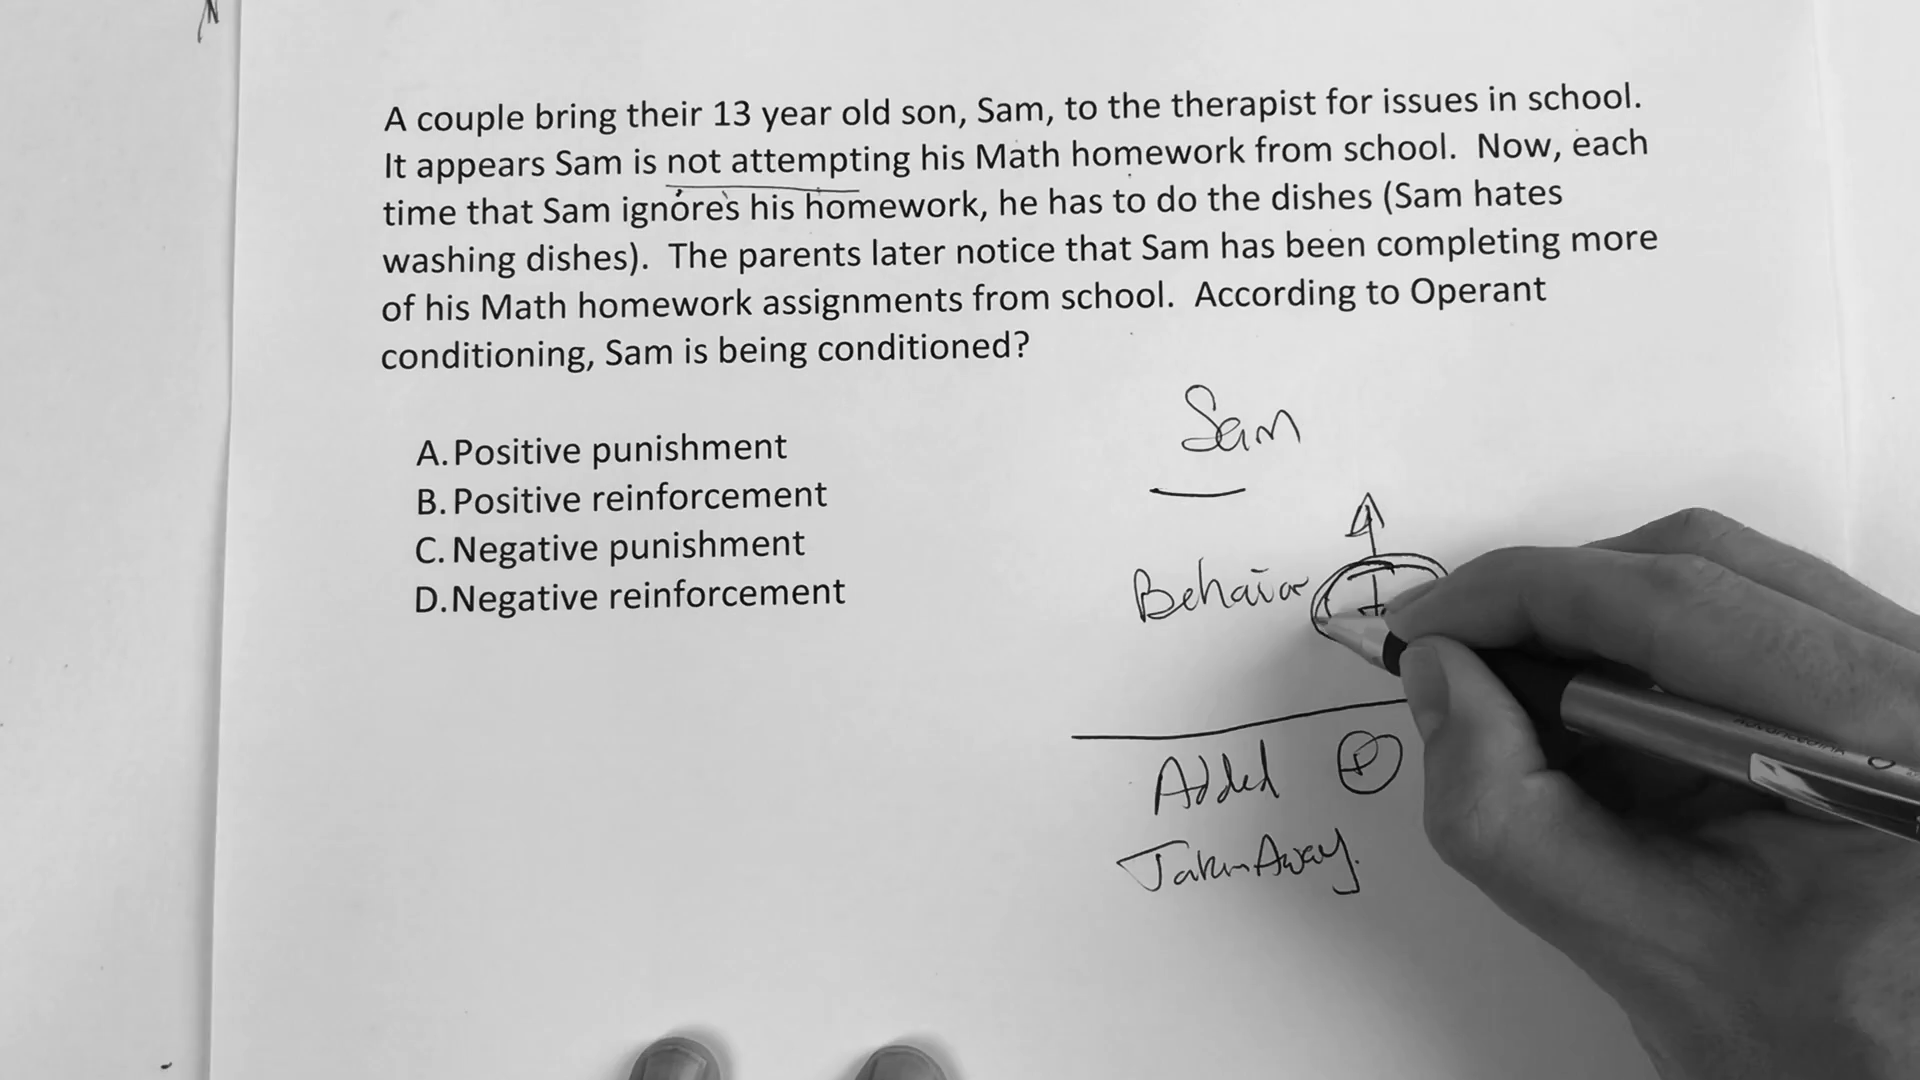 A couple bring their 13 year old son, Sam, to the therapist for issues in school.
It appears Sam is not attempting his Math homework from school. Now, each
time that Sam ignores his homework, he has to do the dishes (Sam hates
washing dishes). The parents later notice that Sam has been completing more
of his Math homework assignments from school. According to Operant
conditioning, Sam is being conditioned?
A. Positive punishment
B. Positive reinforcement
C. Negative punishment
D. Negative reinforcement
Sam
Behavior
Added +
Taken Away.